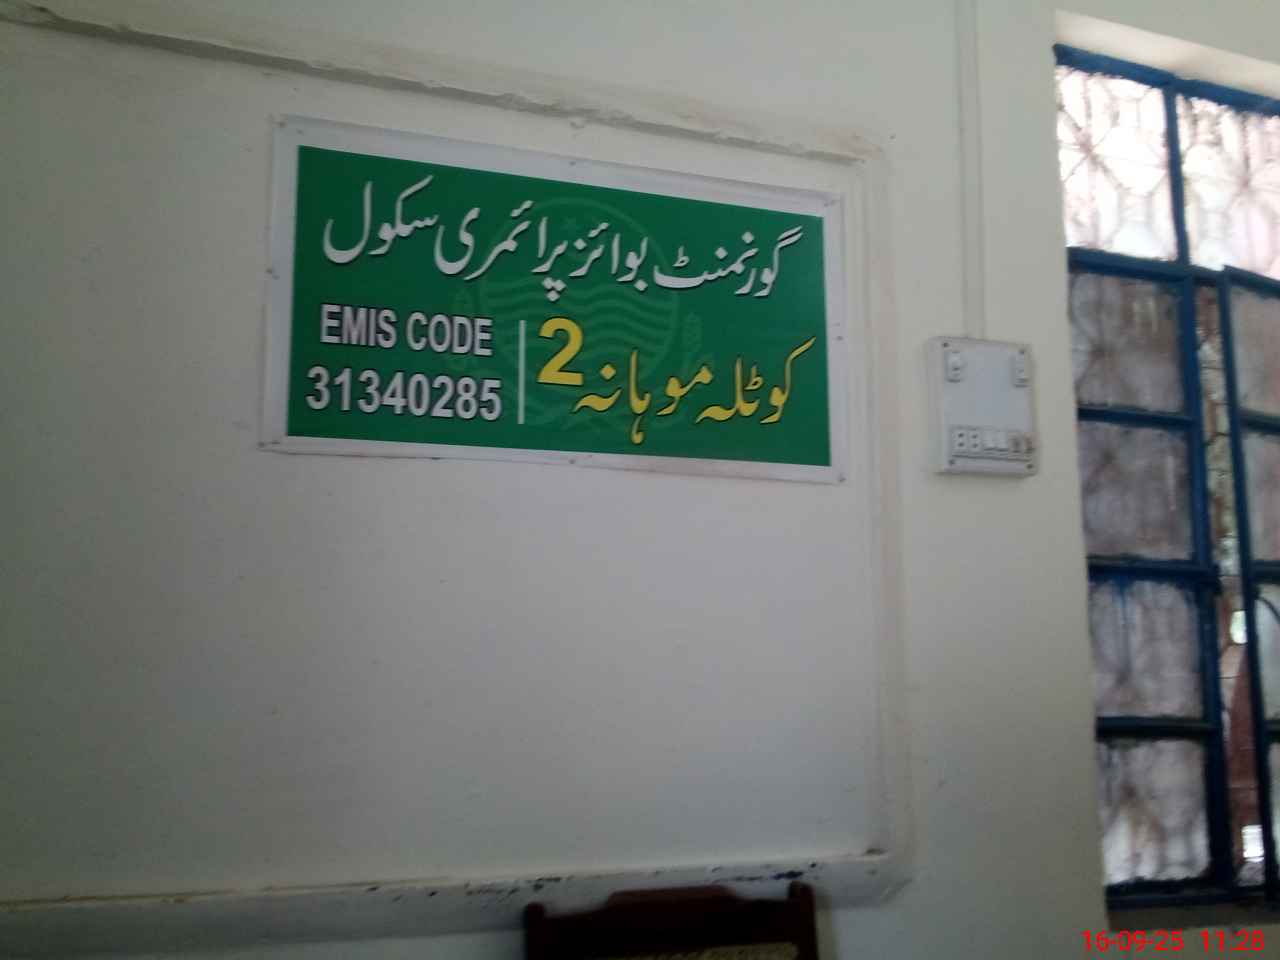 گورنمنٹ بوائز پرائمری سکول
کوٹلہ موہانہ 2
EMIS CODE
31340285
16-09-25 11:28